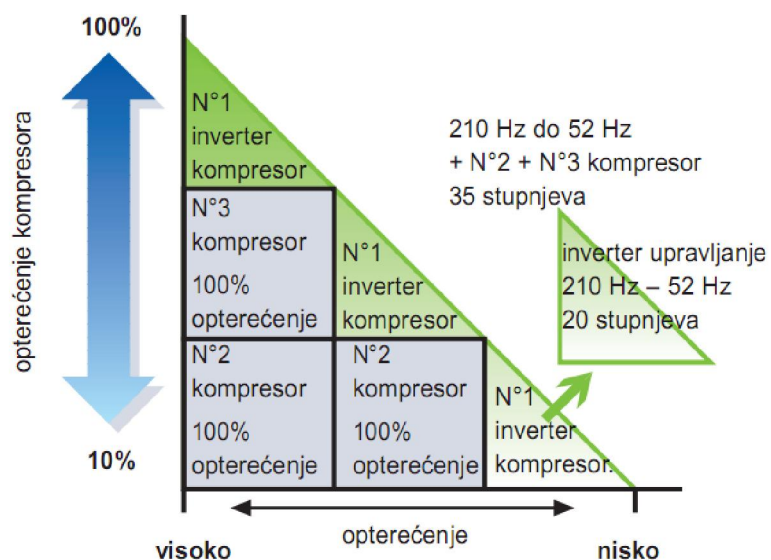 100%
opterećenje kompresora
10%
N°1
inverter
kompresor
N°3
kompresor
100%
opterećenje
N°1
inverter
kompresor
N°2
kompresor
100%
opterećenje
N°2
kompresor
100%
opterećenje
N°1
inverter
kompresor.
210 Hz do 52 Hz
+ N°2 + N°3 kompresor
35 stupnjeva
inverter upravljanje
210 Hz – 52 Hz
20 stupnjeva
visoko
opterećenje
nisko